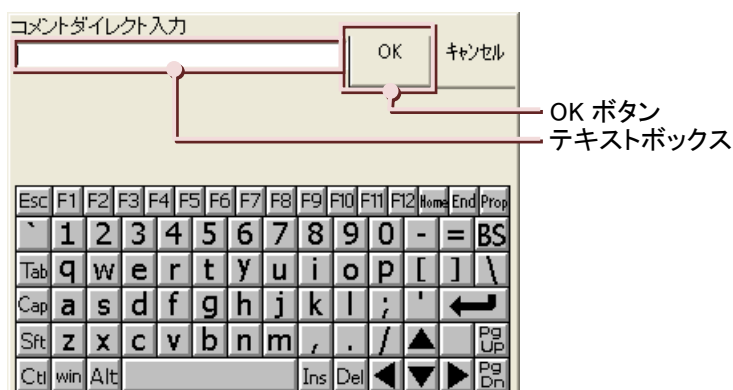 コメントダイレクト入力
OK キャンセル
OK ボタン
テキストボックス
Esc F1 F2 F3 F4 F5 F6 F7 F8 F9 F10 F11 F12 Home End Prop
` 1 2 3 4 5 6 7 8 9 0 - = BS
Tab q w e r t y u i o p [ ] \
Cap a s d f g h j k l ; '
Sft z x c v b n m , . / Pg Up
Ctl win Alt Ins Del Pg Dn